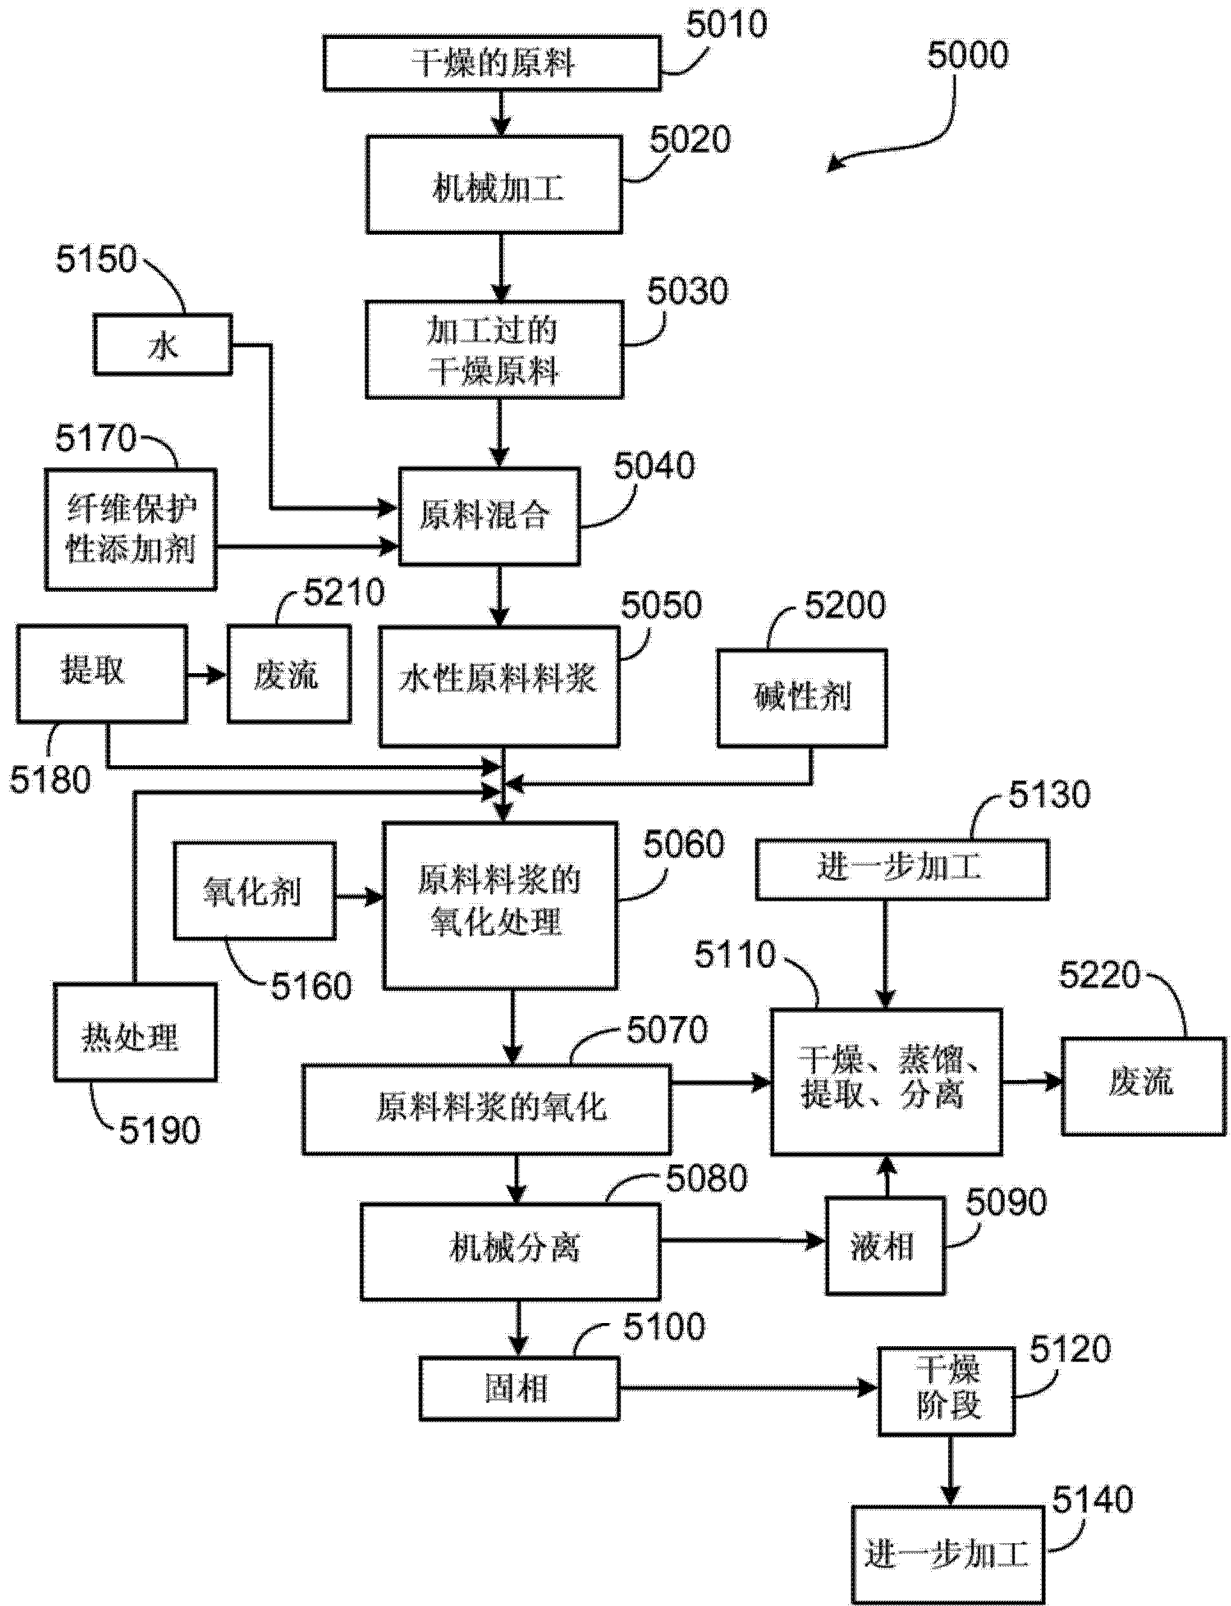 5010
干燥的原料
5000
5020
机械加工
5150
水
5030
加工过的
干燥原料
5170
纤维保护
性添加剂
5040
原料混合
5210
提取
废流
5180
5050
水性原料料浆
5200
碱性剂
5130
进一步加工
5060
原料料浆的
氧化处理
氧化剂
5160
5110
干燥、蒸馏、
提取、分离
5220
废流
热处理
5190
5070
原料料浆的氧化
5080
机械分离
5090
液相
5100
固相
5120
干燥
阶段
5140
进一步加工